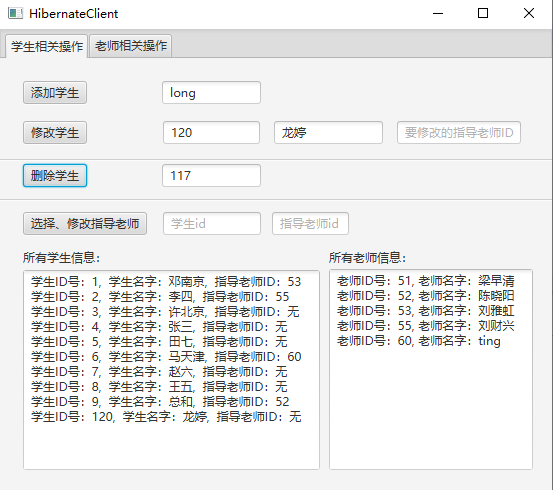 HibernateClient
学生相关操作 老师相关操作
添加学生 long
修改学生 120 龙婷 要修改的指导老师ID
删除学生 117
选择、修改指导老师 学生id 指导老师id
所有学生信息：
学生ID号：1, 学生名字：邓南京, 指导老师ID：53
学生ID号：2, 学生名字：李四, 指导老师ID：55
学生ID号：3, 学生名字：许北京, 指导老师ID：无
学生ID号：4, 学生名字：张三, 指导老师ID：无
学生ID号：5, 学生名字：田七, 指导老师ID：无
学生ID号：6, 学生名字：马天津, 指导老师ID：60
学生ID号：7, 学生名字：赵六, 指导老师ID：无
学生ID号：8, 学生名字：王五, 指导老师ID：无
学生ID号：9, 学生名字：总和, 指导老师ID：52
学生ID号：120, 学生名字：龙婷, 指导老师ID：无
所有老师信息：
老师ID号：51, 老师名字：梁早清
老师ID号：52, 老师名字：陈晓阳
老师ID号：53, 老师名字：刘雅虹
老师ID号：55, 老师名字：刘财兴
老师ID号：60, 老师名字：ting